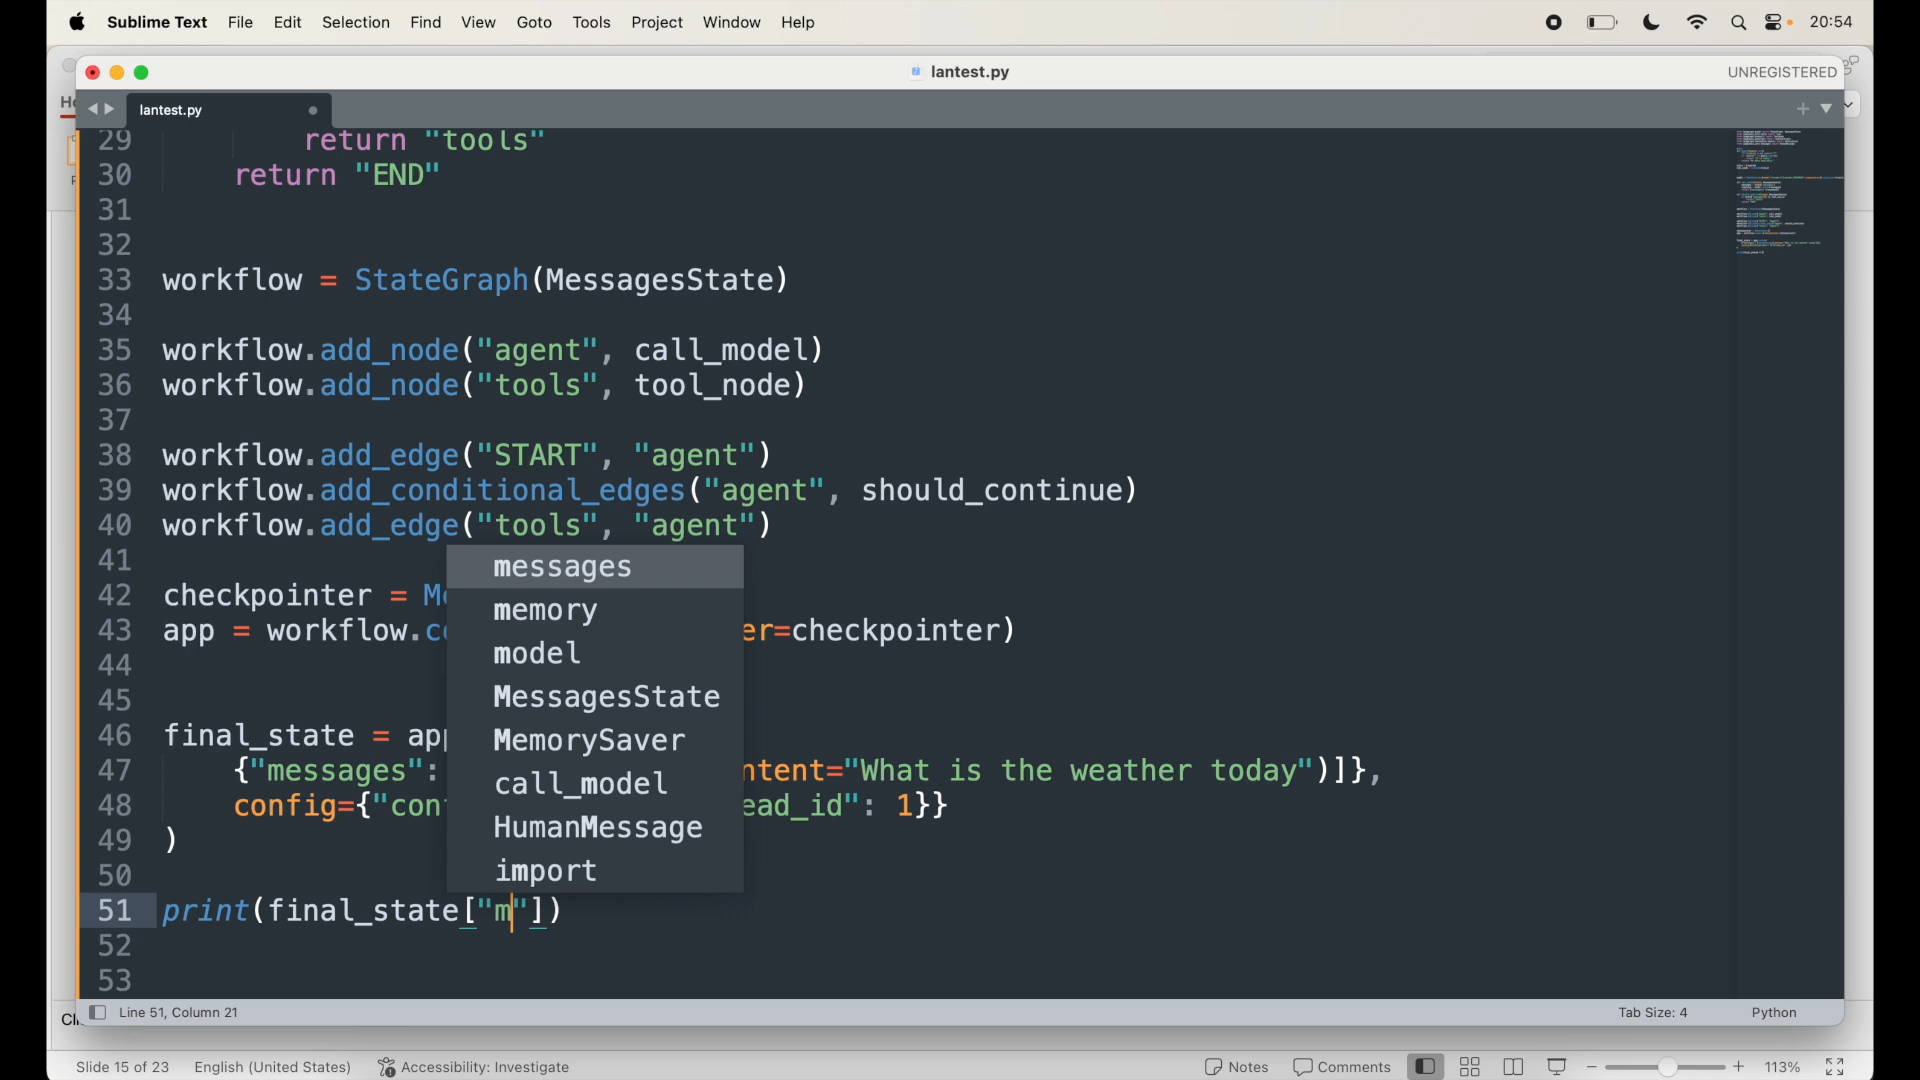 Sublime Text File Edit Selection Find View Goto Tools Project Window Help 20:54
lantest.py UNREGISTERED
lantest.py
29 return "tools"
30 return "END"
31
32
33 workflow = StateGraph(MessagesState)
34
35 workflow.add_node("agent", call_model)
36 workflow.add_node("tools", tool_node)
37
38 workflow.add_edge("START", "agent")
39 workflow.add_conditional_edges("agent", should_continue)
40 workflow.add_edge("tools", "agent")
41
messages
42 checkpointer = M
memory
43 app = workflow.c er=checkpointer)
model
44
MessagesState
45
46 final_state = ap
MemorySaver
47 {"messages": ntent="What is the weather today")]},
call_model
48 config={"con ead_id": 1}}
HumanMessage
49 )
import
50
51 print(final_state["m"])
52
53
Line 51, Column 21 Tab Size: 4 Python
Slide 15 of 23 English (United States) Accessibility: Investigate Notes Comments 113%